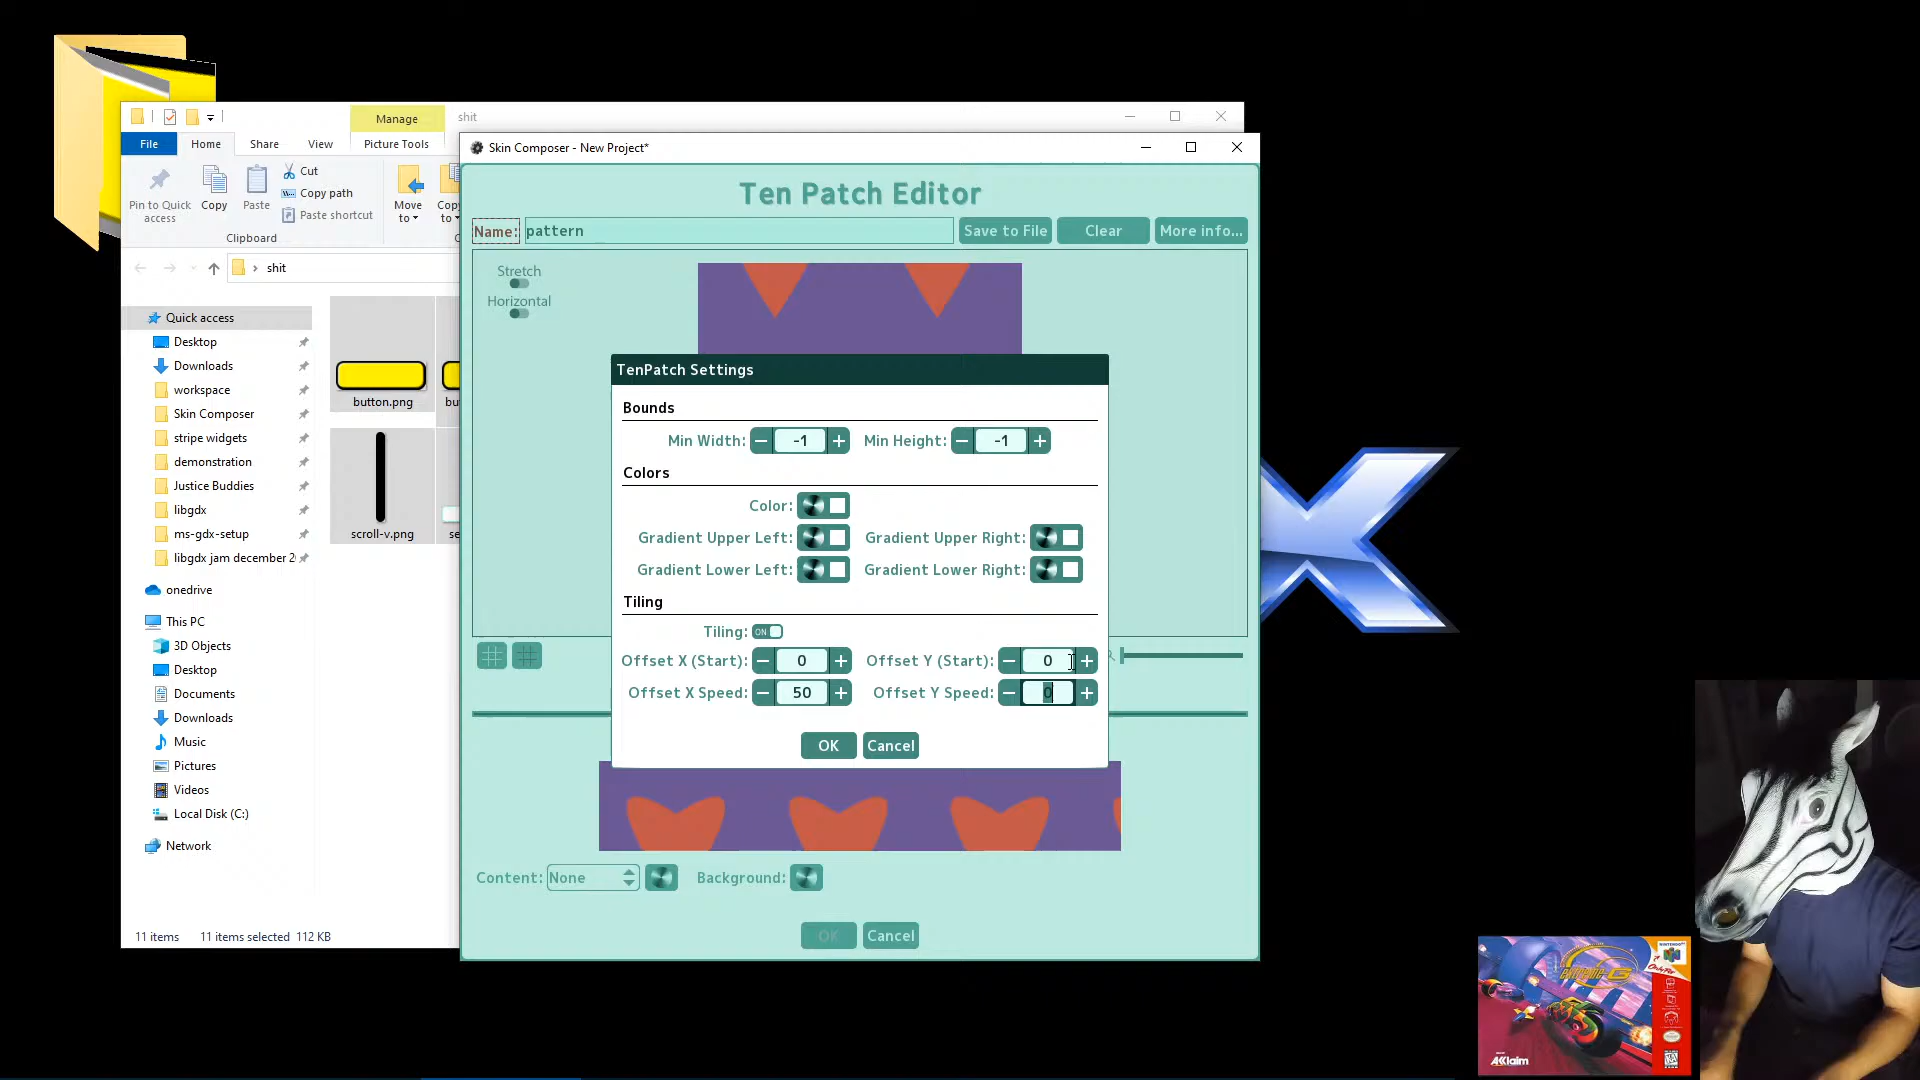 Manage
shit
File
Home
Share
View
Picture Tools
Pin to Quick access
Copy
Paste
Cut
Copy path
Paste shortcut
Move to
Clipboard
shit
Quick access
Desktop
Downloads
workspace
Skin Composer
stripe widgets
demonstration
Justice Buddies
libgdx
ms-gdx-setup
libgdx jam december 2
onedrive
This PC
3D Objects
Desktop
Documents
Downloads
Music
Pictures
Videos
Local Disk (C:)
Network
button.png
bu
scroll-v.png
se
11 items
11 items selected 112 KB
Skin Composer - New Project*
Ten Patch Editor
Name: pattern
Save to File
Clear
More info...
Stretch
Horizontal
TenPatch Settings
Bounds
Min Width: -1
Min Height: -1
Colors
Color:
Gradient Upper Left:
Gradient Upper Right:
Gradient Lower Left:
Gradient Lower Right:
Tiling
Tiling: ON
Offset X (Start): 0
Offset Y (Start): 0
Offset X Speed: 50
Offset Y Speed: 0
OK
Cancel
Content: None
Background:
OK
Cancel
extreme-G
AKlaim